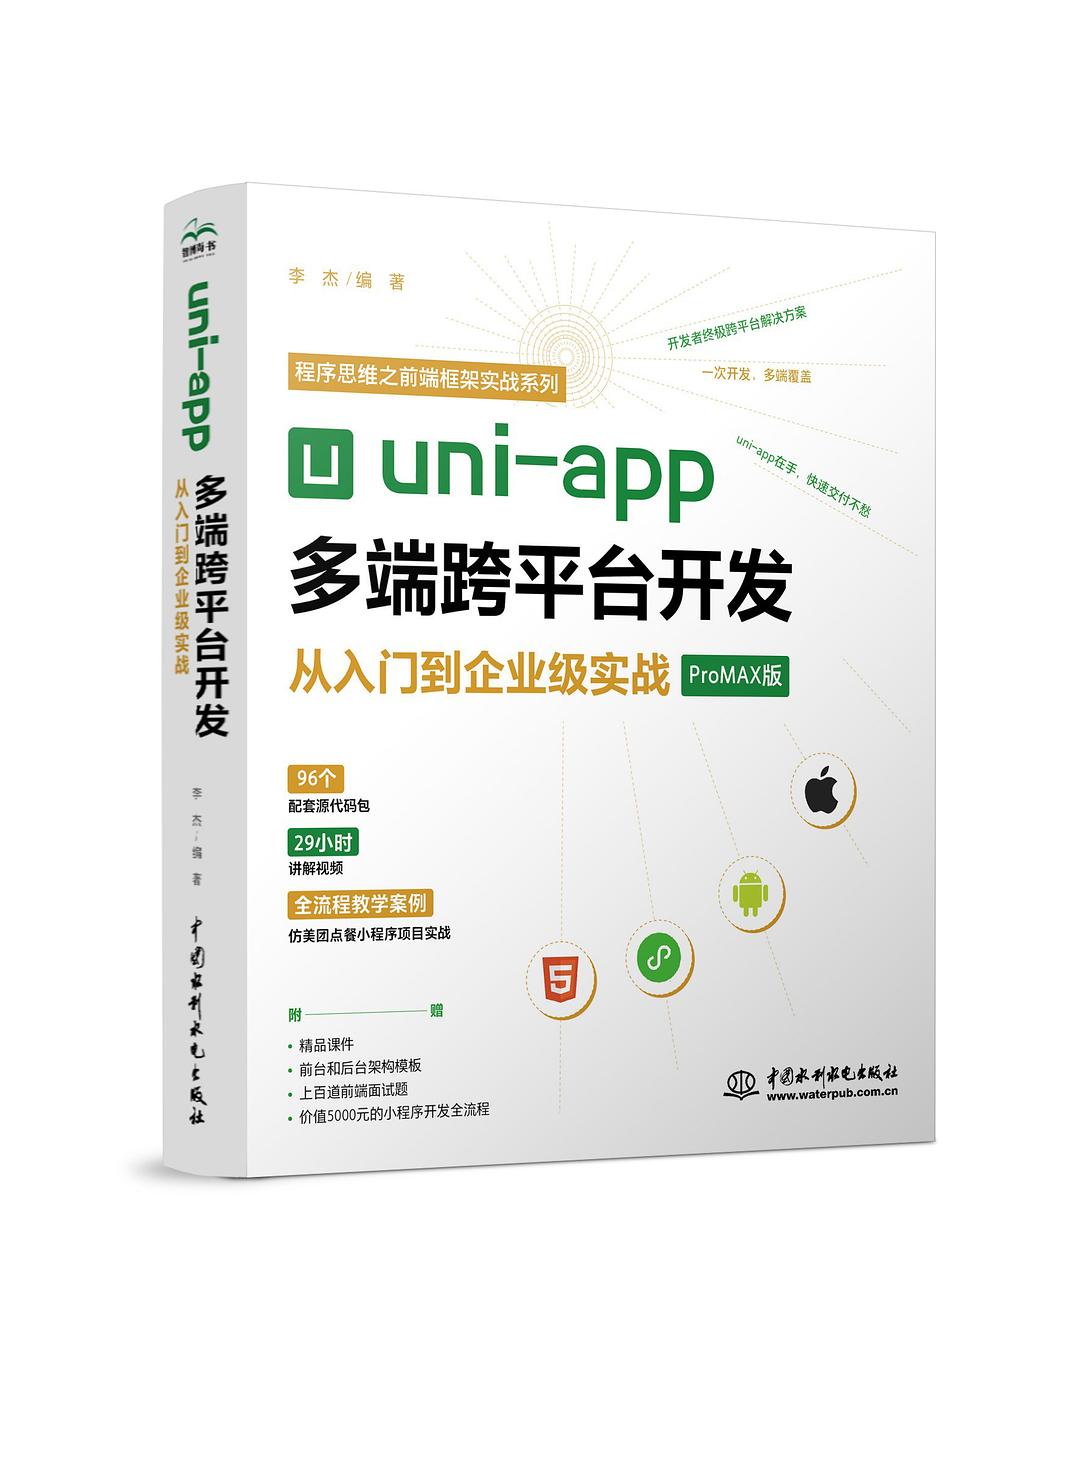 李 杰/编 著
开发者终极跨平台解决方案
一次开发，多端覆盖
程序思维之前端框架实战系列
uni-app在手，快速交付不愁
uni-app
多端跨平台开发
从入门到企业级实战 ProMAX版
96个
配套源代码包
29小时
讲解视频
全流程教学案例
仿美团点餐小程序项目实战
附 赠
• 精品课件
• 前台和后台架构模板
• 上百道前端面试题
• 价值5000元的小程序开发全流程
中国水利水电出版社
www.waterpub.com.cn
智博尚书
uni-app
多端跨平台开发
从入门到企业级实战
李 杰/编 著
中国水利水电出版社